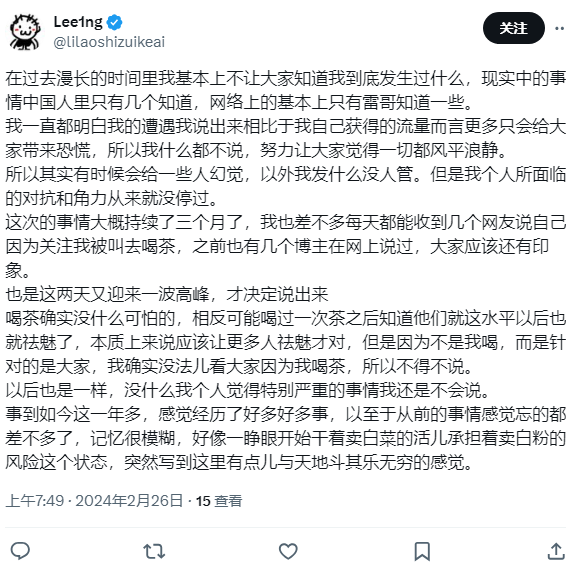 Lee1ng
@lilaoshizuikeai
关注
在过去漫长的时间里我基本上不让大家知道我到底发生过什么，现实中的事
情中国人里只有几个知道，网络上的基本上只有雷哥知道一些。
我一直都明白我的遭遇我说出来相比于我自己获得的流量而言更多只会给大
家带来恐慌，所以我什么都不说，努力让大家觉得一切都风平浪静。
所以其实有时候会给一些人幻觉，以外我发什么没人管。但是我个人所面临
的对抗和角力从来就没停过。
这次的事情大概持续了三个月了，我也差不多每天都能收到几个网友说自己
因为关注我被叫去喝茶，之前也有几个博主在网上说过，大家应该还有印
象。
也是这两天又迎来一波高峰，才决定说出来
喝茶确实没什么可怕的，相反可能喝过一次茶之后知道他们就这水平以后也
就祛魅了，本质上来说应该让更多人祛魅才对，但是因为不是我喝，而是针
对的是大家，我确实没法儿看大家因为我喝茶，所以不得不说。
以后也是一样，没什么我个人觉得特别严重的事情我还是不会说。
事到如今这一年多，感觉经历了好多好多事，以至于从前的事情感觉忘的都
差不多了，记忆很模糊，好像一睁眼开始干着卖白菜的活儿承担着卖白粉的
风险这个状态，突然写到这里有点儿与天地斗其乐无穷的感觉。
上午7:49 · 2024年2月26日 · 15 查看